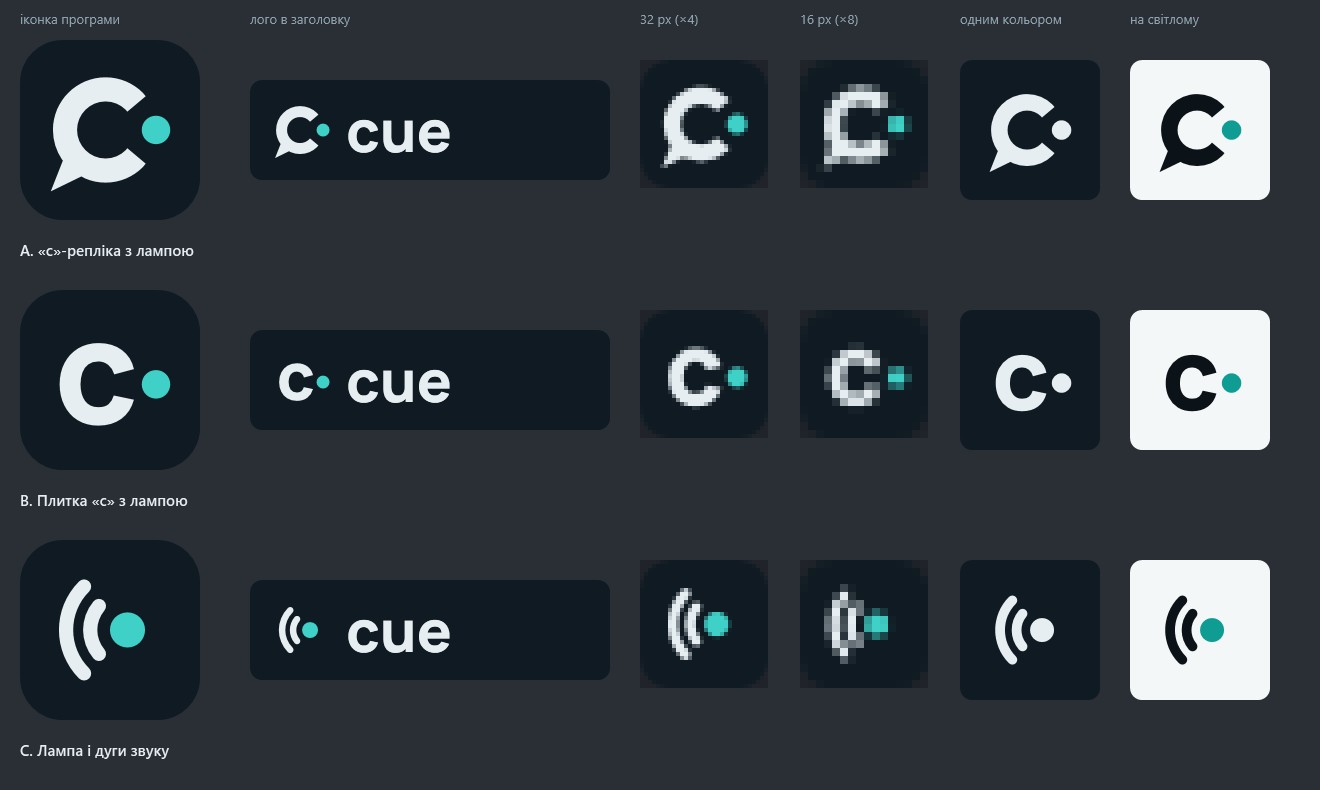 іконка програми
лого в заголовку
32 px (×4)
16 px (×8)
одним кольором
на світлому
cue
A. «c»-репліка з лампою
c
cue
c
c
c
c
B. Плитка «c» з лампою
cue
C. Лампа і дуги звуку